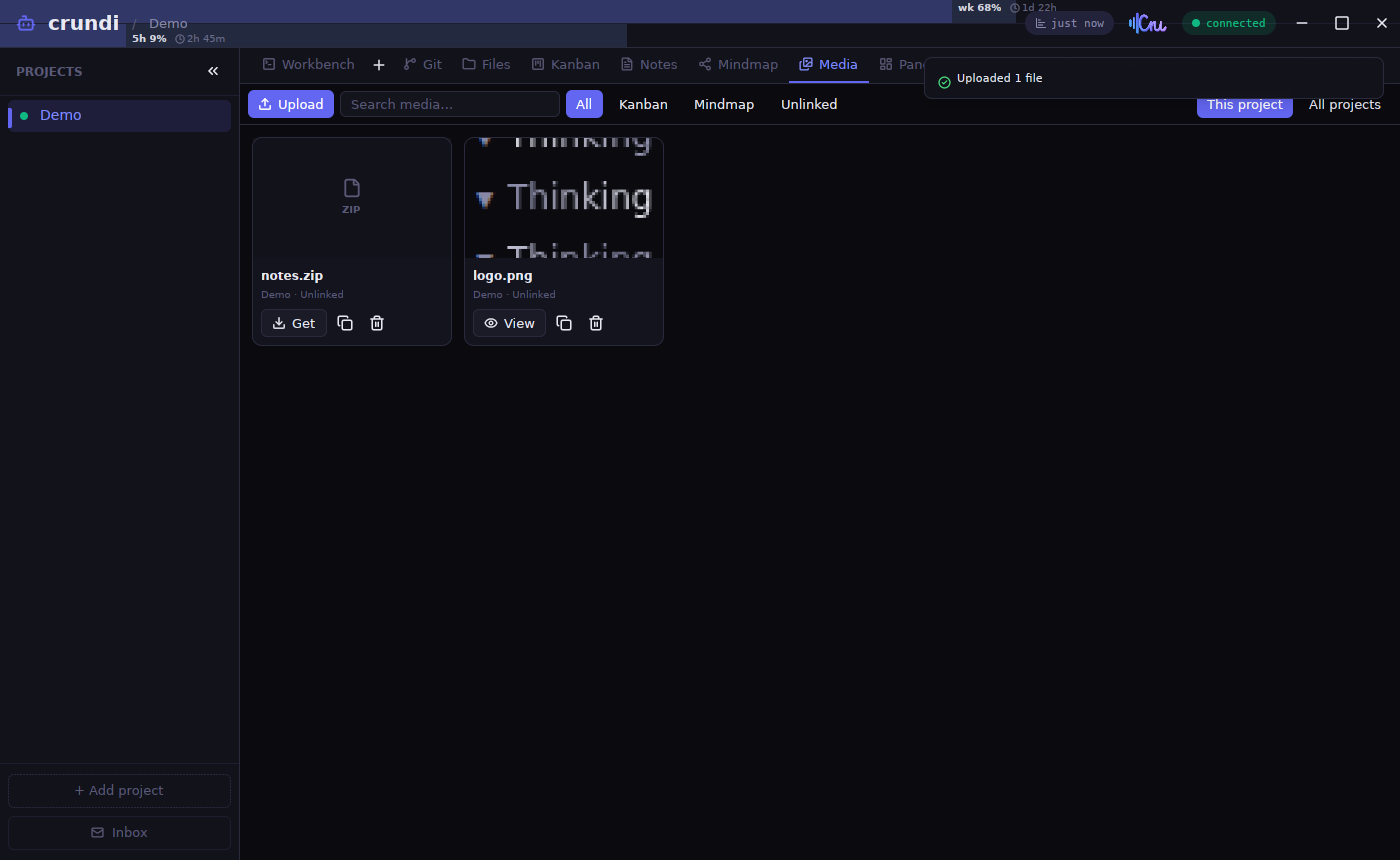 crundi / Demo
wk 68% 1d 22h
5h 9% 2h 45m
just now
Cru
connected
PROJECTS
Workbench
Git
Files
Kanban
Notes
Mindmap
Media
Uploaded 1 file
Demo
Upload
Search media...
All
Kanban
Mindmap
Unlinked
This project
All projects
Thinking
Thinking
Thinking
ZIP
notes.zip
logo.png
Demo · Unlinked
Demo · Unlinked
Get
View
+ Add project
Inbox